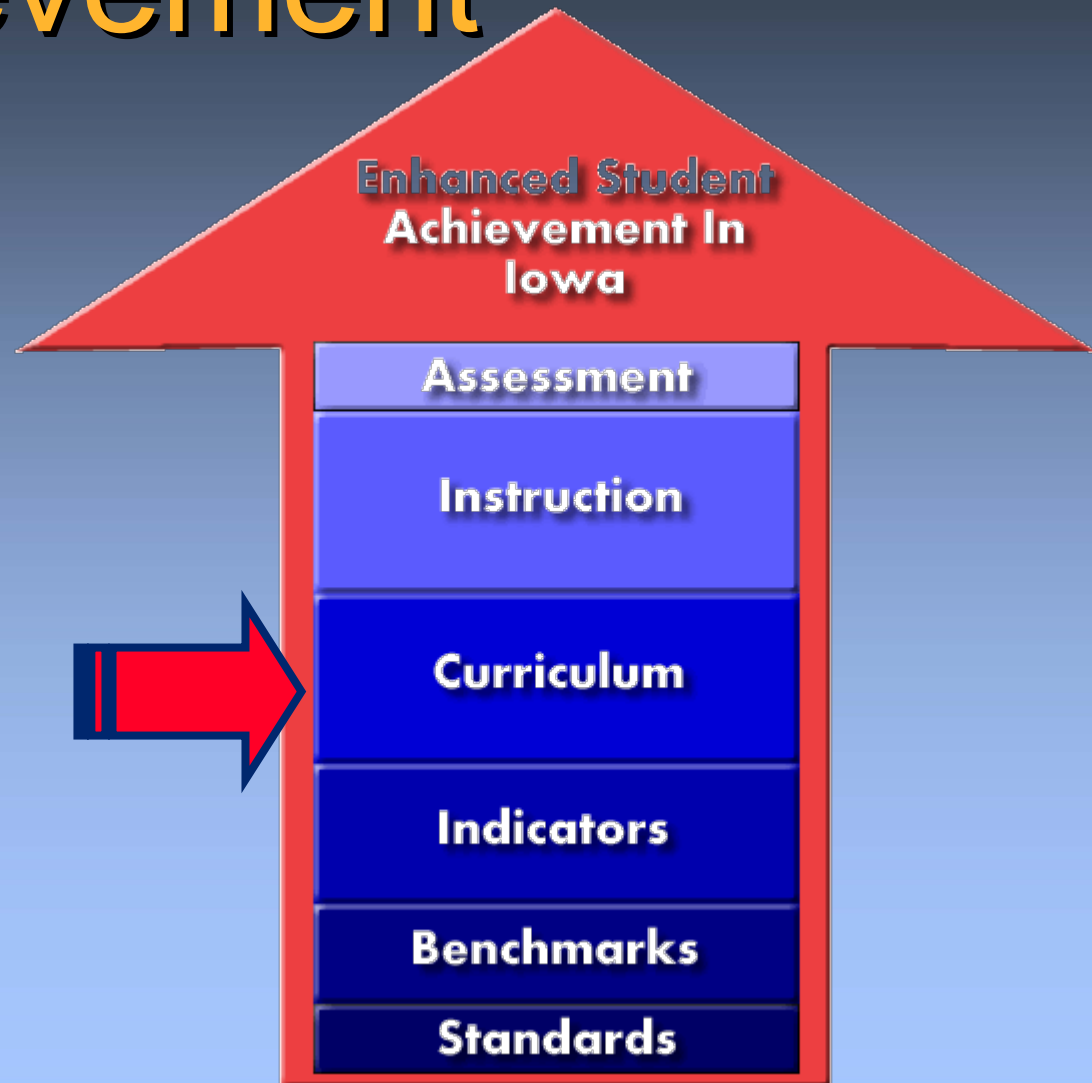 Enhanced Student
Achievement In
Iowa
Assessment
Instruction
Curriculum
Indicators
Benchmarks
Standards